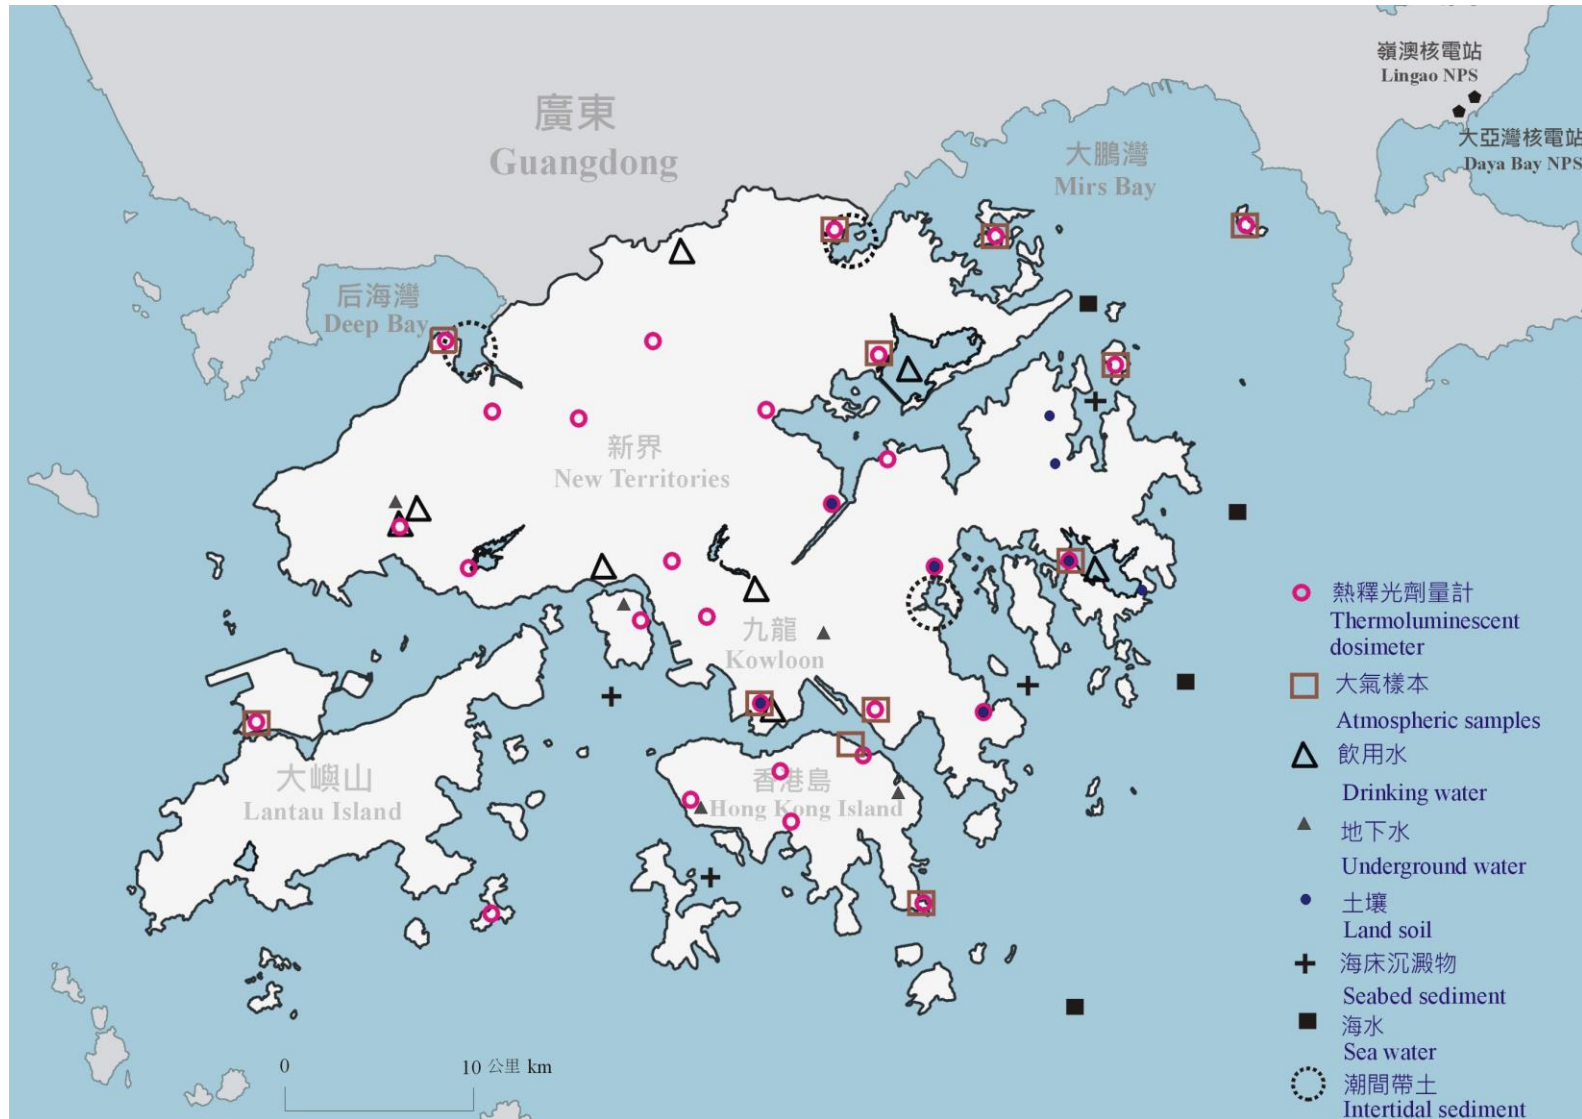 嶺澳核電站
Lingao NPS
大亞灣核電站
Daya Bay NPS
廣東
Guangdong
大鵬灣
Mirs Bay
后海灣
Deep Bay
新界
New Territories
九龍
Kowloon
大嶼山
Lantau Island
香港島
Hong Kong Island
熱釋光劑量計
Thermoluminescent
dosimeter
大氣樣本
Atmospheric samples
飲用水
Drinking water
地下水
Underground water
土壤
Land soil
海床沉澱物
Seabed sediment
海水
Sea water
潮間帶土
Intertidal sediment
0 10 公里 km